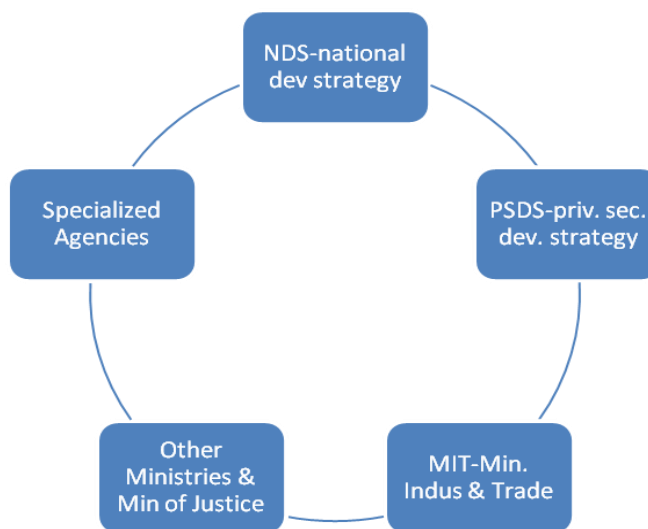 NDS-national
dev strategy
PSDS-priv. sec.
dev. strategy
MIT-Min.
Indus & Trade
Other
Ministries &
Min of Justice
Specialized
Agencies